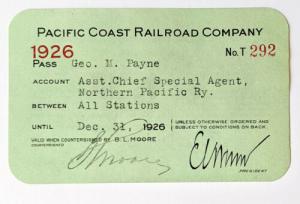 PACIFIC COAST RAILROAD COMPANY
1926 No. T 292
PASS Geo. M. Payne
ACCOUNT Asst.Chief Special Agent,
Northern Pacific Ry.
BETWEEN All Stations
UNTIL Dec. 31, 1926 UNLESS OTHERWISE ORDERED AND
SUBJECT TO CONDITIONS ON BACK.
VALID WHEN COUNTERSIGNED BY B.L. MOORE
COUNTERSIGNED
PRESIDENT